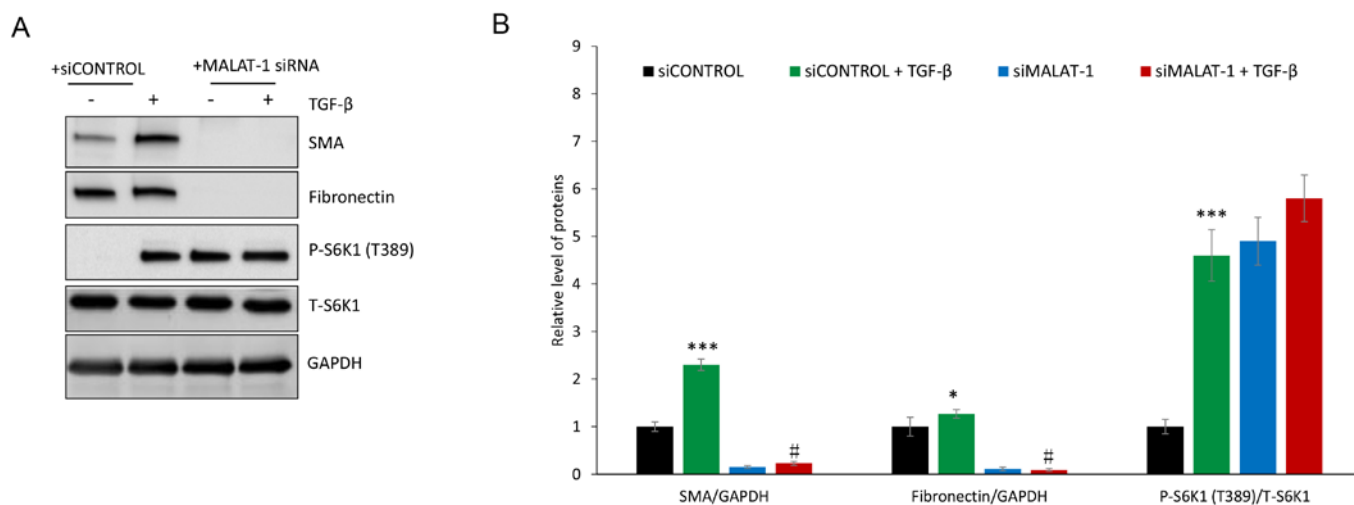 A
+siCONTROL +MALAT-1 siRNA
- + - + TGF-β
SMA
Fibronectin
P-S6K1 (T389)
T-S6K1
GAPDH
B
9
8
7
6
5
4
3
2
1
0
Relative level of proteins
siCONTROL siCONTROL + TGF-β siMALAT-1 siMALAT-1 + TGF-β
***
#
*
#
***
SMA/GAPDH Fibronectin/GAPDH P-S6K1 (T389)/T-S6K1